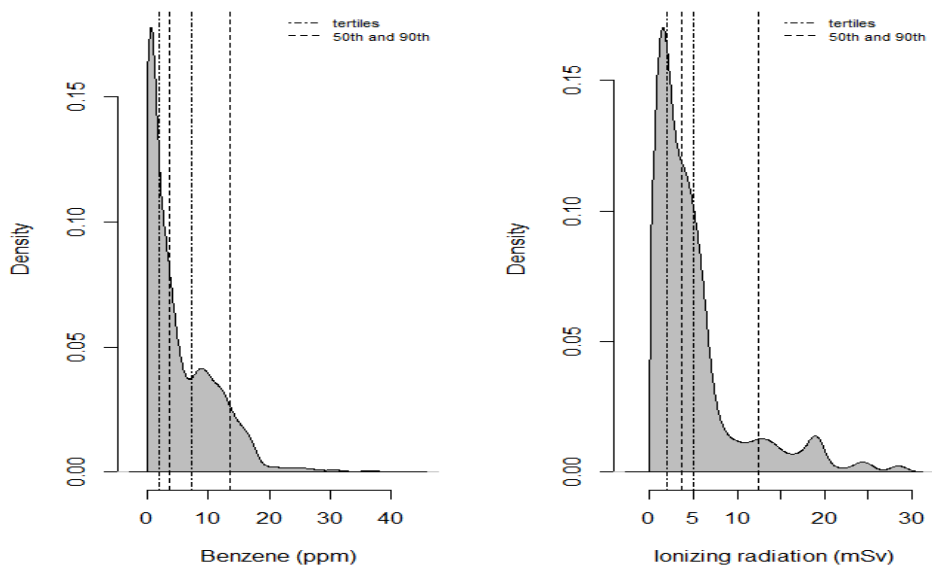 tertiles
50th and 90th
Density
0.00
0.05
0.10
0.15
0
10
20
30
40
Benzene (ppm)
tertiles
50th and 90th
Density
0.00
0.05
0.10
0.15
0
5
10
20
30
Ionizing radiation (mSv)